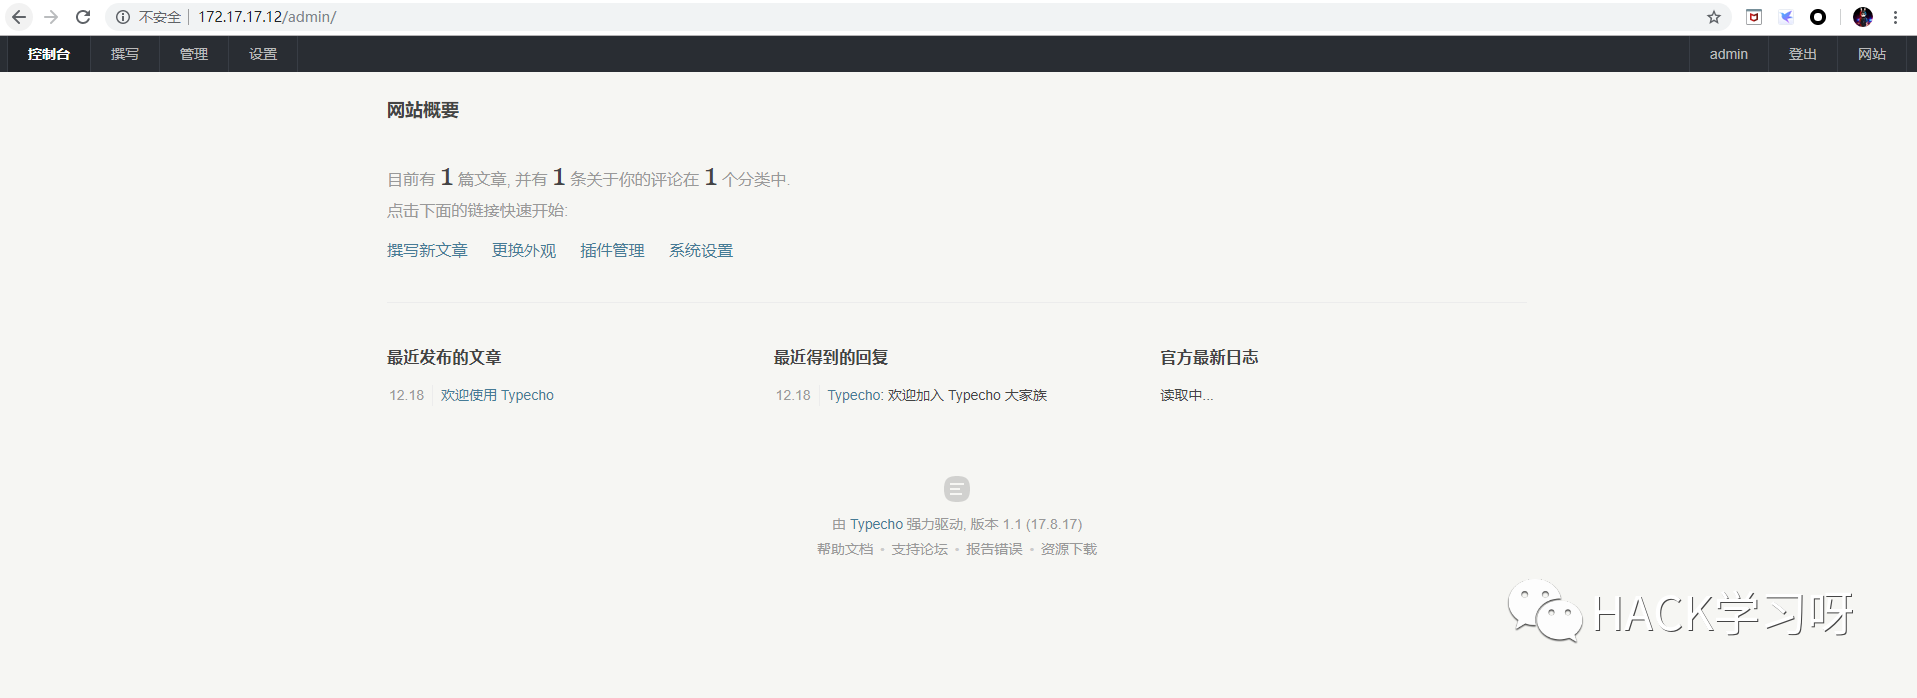 不安全 172.17.17.12/admin/
控制台 撰写 管理 设置 admin 登出 网站
网站概要
目前有 1 篇文章, 并有 1 条关于你的评论在 1 个分类中.
点击下面的链接快速开始:
撰写新文章 更换外观 插件管理 系统设置
最近发布的文章
12.18 欢迎使用 Typecho
最近得到的回复
12.18 Typecho: 欢迎加入 Typecho 大家族
官方最新日志
读取中...
由 Typecho 强力驱动, 版本 1.1 (17.8.17)
帮助文档 • 支持论坛 • 报告错误 • 资源下载
HACK学习呀